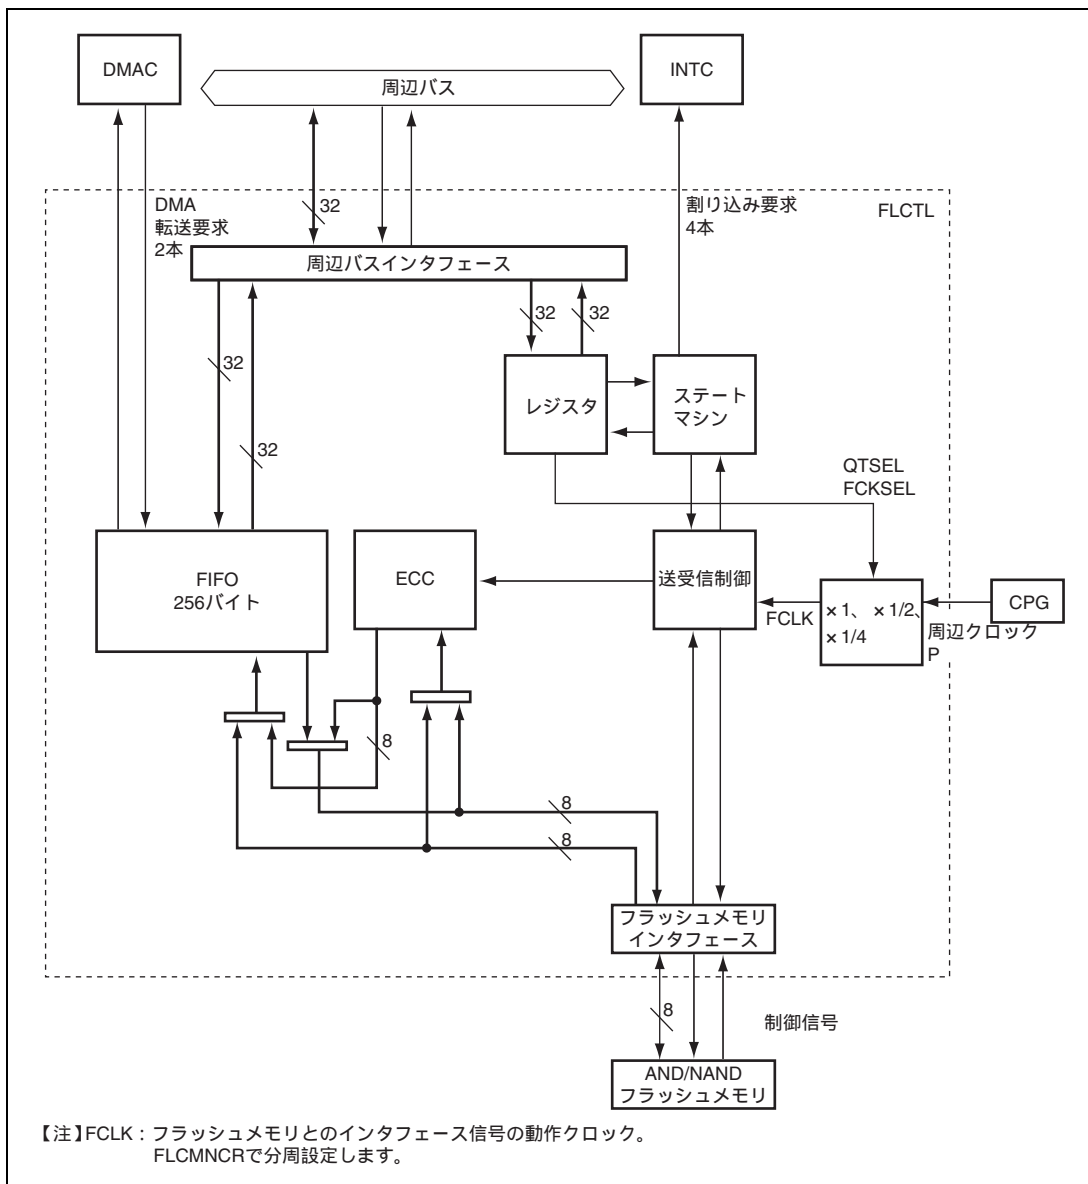 DMAC
周辺バス
INTC
32
DMA
転送要求
2本
割り込み要求
4本
FLCTL
周辺バスインタフェース
32
32
32
32
レジスタ
ステート
マシン
QTSEL
FCKSEL
FIFO
256バイト
ECC
送受信制御
FCLK
×1、×1/2、
×1/4
CPG
周辺クロック
P
8
8
8
フラッシュメモリ
インタフェース
8
制御信号
AND/NAND
フラッシュメモリ
【注】FCLK：フラッシュメモリとのインタフェース信号の動作クロック。
FLCMNCRで分周設定します。